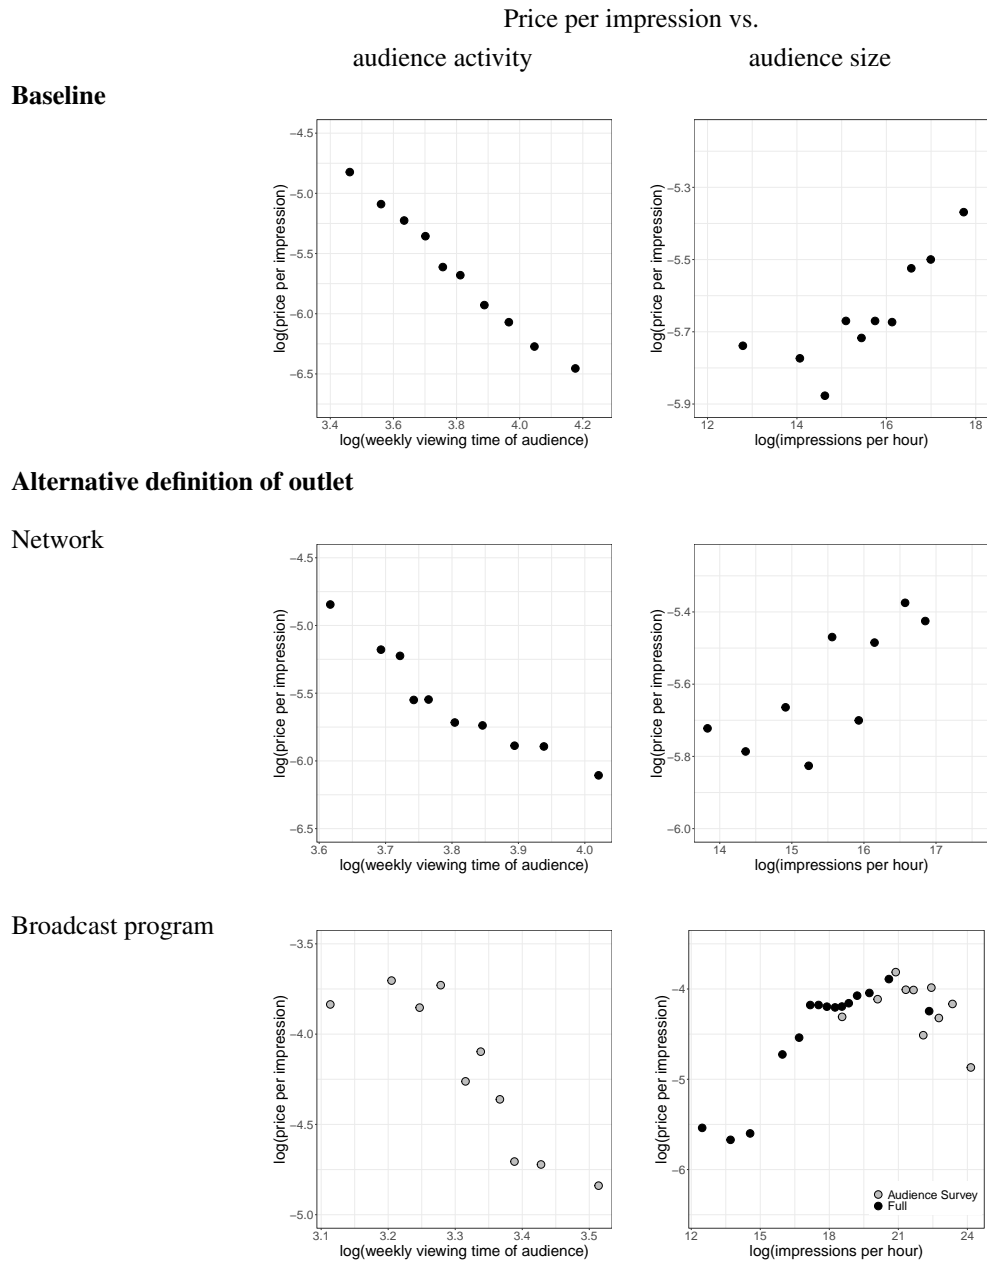 Price per impression vs.
audience activity
audience size
Baseline
−4.5
−5.0
−5.5
−6.0
−6.5
log(price per impression)
3.4 3.6 3.8 4.0 4.2
log(weekly viewing time of audience)
−5.3
−5.5
−5.7
−5.9
log(price per impression)
12 14 16 18
log(impressions per hour)
Alternative definition of outlet
Network
−4.5
−5.0
−5.5
−6.0
−6.5
log(price per impression)
3.6 3.7 3.8 3.9 4.0
log(weekly viewing time of audience)
−5.4
−5.6
−5.8
−6.0
log(price per impression)
14 15 16 17
log(impressions per hour)
Broadcast program
−3.5
−4.0
−4.5
−5.0
log(price per impression)
3.1 3.2 3.3 3.4 3.5
log(weekly viewing time of audience)
−4
−5
−6
log(price per impression)
Audience Survey
Full
12 15 18 21 24
log(impressions per hour)